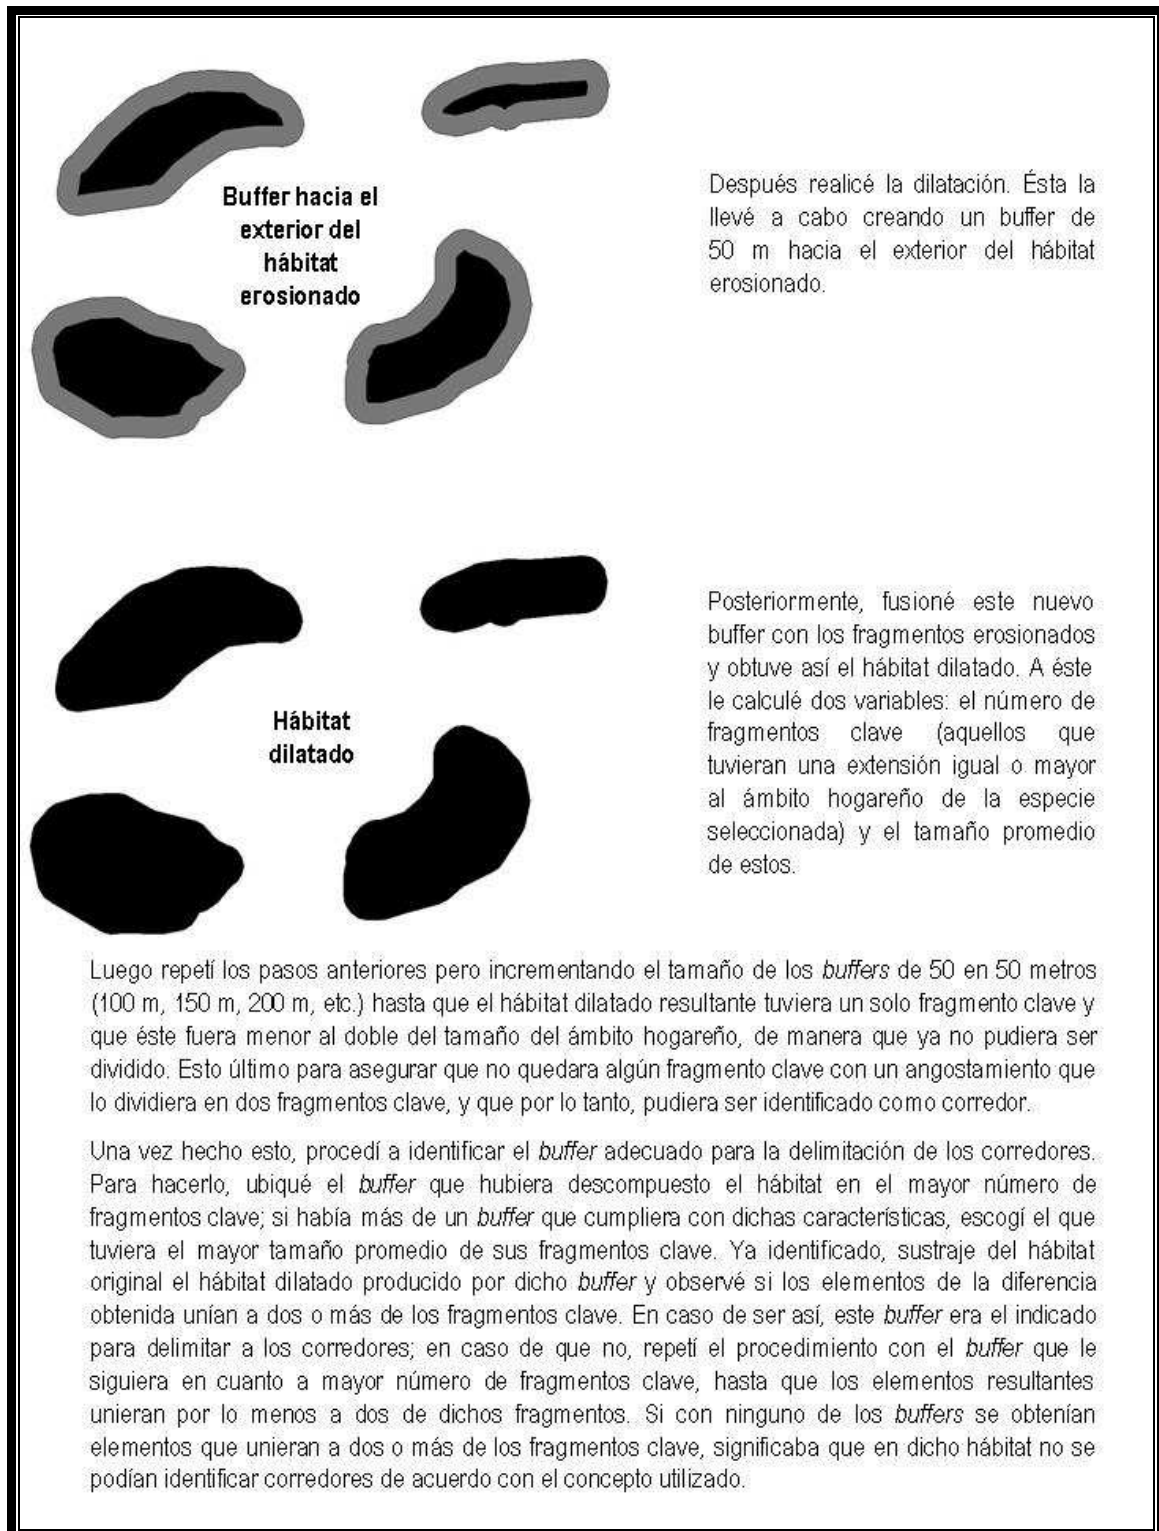 Buffer hacia el
exterior del
hábitat
erosionado
Después realicé la dilatación. Ésta la
llevé a cabo creando un buffer de
50 m hacia el exterior del hábitat
erosionado.
Hábitat
dilatado
Posteriormente, fusioné este nuevo
buffer con los fragmentos erosionados
y obtuve así el hábitat dilatado. A éste
le calculé dos variables: el número de
fragmentos clave (aquellos que
tuvieran una extensión igual o mayor
al ámbito hogareño de la especie
seleccionada) y el tamaño promedio
de estos.
Luego repetí los pasos anteriores pero incrementando el tamaño de los buffers de 50 en 50 metros
(100 m, 150 m, 200 m, etc.) hasta que el hábitat dilatado resultante tuviera un solo fragmento clave y
que éste fuera menor al doble del tamaño del ámbito hogareño, de manera que ya no pudiera ser
dividido. Esto último para asegurar que no quedara algún fragmento clave con un angostamiento que
lo dividiera en dos fragmentos clave, y que por lo tanto, pudiera ser identificado como corredor.
Una vez hecho esto, procedí a identificar el buffer adecuado para la delimitación de los corredores.
Para hacerlo, ubiqué el buffer que hubiera descompuesto el hábitat en el mayor número de
fragmentos clave; si había más de un buffer que cumpliera con dichas características, escogí el que
tuviera el mayor tamaño promedio de sus fragmentos clave. Ya identificado, sustraje del hábitat
original el hábitat dilatado producido por dicho buffer y observé si los elementos de la diferencia
obtenida unían a dos o más de los fragmentos clave. En caso de ser así, este buffer era el indicado
para delimitar a los corredores; en caso de que no, repetí el procedimiento con el buffer que le
siguiera en cuanto a mayor número de fragmentos clave, hasta que los elementos resultantes
unieran por lo menos a dos de dichos fragmentos. Si con ninguno de los buffers se obtenían
elementos que unieran a dos o más de los fragmentos clave, significaba que en dicho hábitat no se
podían identificar corredores de acuerdo con el concepto utilizado.